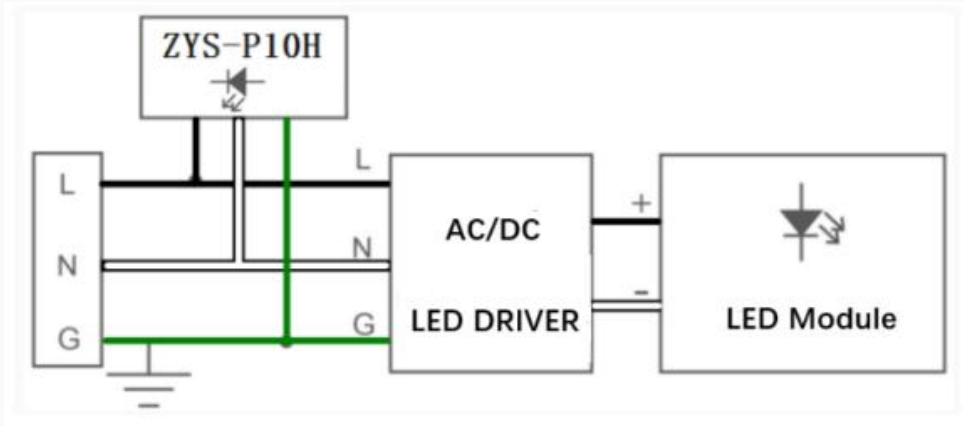 ZYS-P10H
L
N
G
L
N
G
AC/DC
LED DRIVER
+
-
LED Module